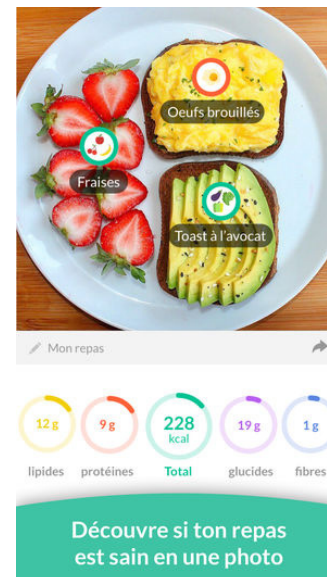 Oeufs brouillés
Fraises
Toast à l'avocat
Mon repas
12 g
9 g
228
kcal
19 g
1 g
lipides
protéines
Total
glucides
fibres
Découvre si ton repas
est sain en une photo